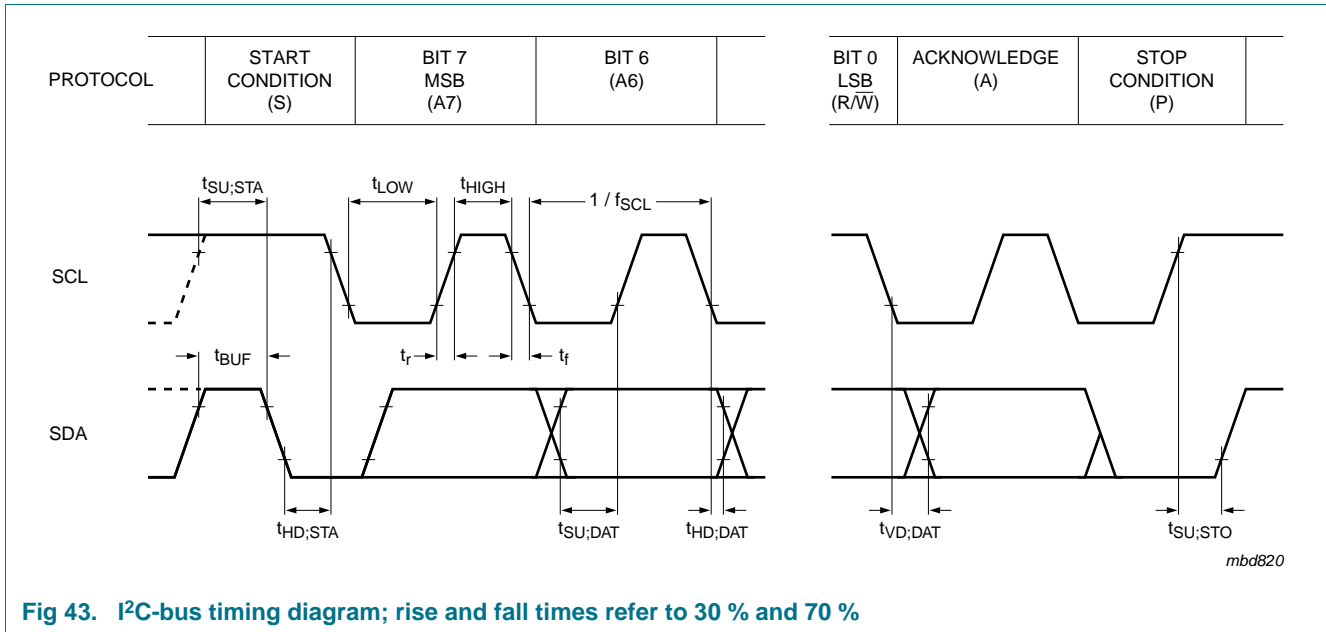 PROTOCOL
START
CONDITION
(S)
BIT 7
MSB
(A7)
BIT 6
(A6)
BIT 0
LSB
(R/W̅)
ACKNOWLEDGE
(A)
STOP
CONDITION
(P)
tSU;STA
tLOW
tHIGH
1 / fSCL
SCL
tBUF
tr
tf
SDA
tHD;STA
tSU;DAT
tHD;DAT
tVD;DAT
tSU;STO
mbd820
Fig 43. I²C-bus timing diagram; rise and fall times refer to 30 % and 70 %